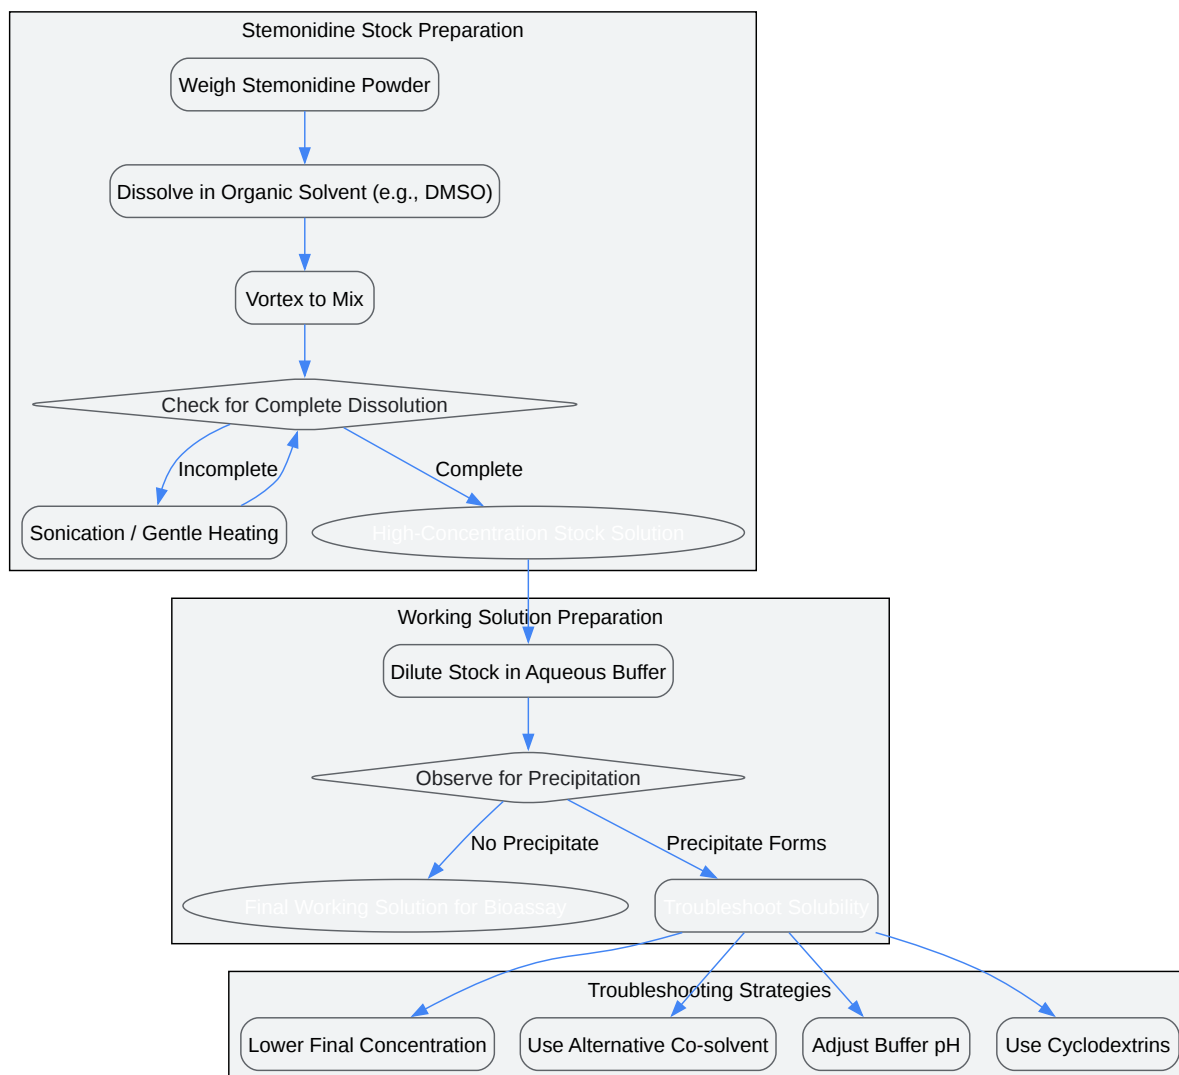 Stemonidine Stock Preparation
Weigh Stemonidine Powder
Dissolve in Organic Solvent (e.g., DMSO)
Vortex to Mix
Check for Complete Dissolution
Incomplete
Complete
Sonication / Gentle Heating
High-Concentration Stock Solution
Working Solution Preparation
Dilute Stock in Aqueous Buffer
Observe for Precipitation
No Precipitate
Precipitate Forms
Final Working Solution for Bioassay
Troubleshoot Solubility
Troubleshooting Strategies
Lower Final Concentration
Use Alternative Co-solvent
Adjust Buffer pH
Use Cyclodextrins